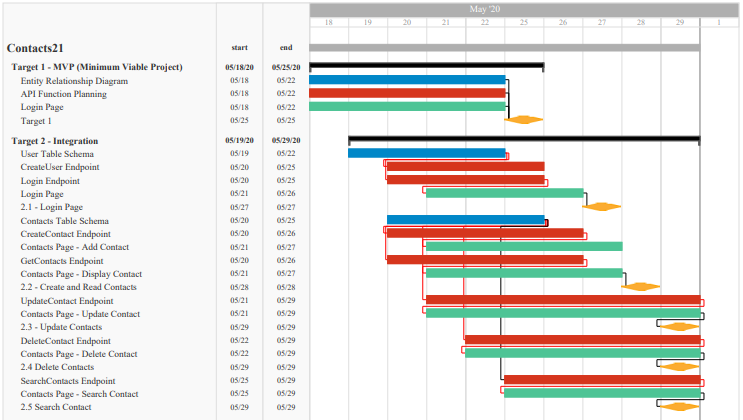 May '20
18 19 20 21 22 25 26 27 28 29 1
Contacts21 start end
Target 1 - MVP (Minimum Viable Project) 05/18/20 05/25/20
Entity Relationship Diagram 05/18 05/22
API Function Planning 05/18 05/22
Login Page 05/18 05/22
Target 1 05/25 05/25
Target 2 - Integration 05/19/20 05/29/20
User Table Schema 05/19 05/22
CreateUser Endpoint 05/20 05/25
Login Endpoint 05/20 05/25
Login Page 05/21 05/26
2.1 - Login Page 05/27 05/27
Contacts Table Schema 05/20 05/25
CreateContact Endpoint 05/20 05/26
Contacts Page - Add Contact 05/21 05/27
GetContacts Endpoint 05/20 05/26
Contacts Page - Display Contact 05/21 05/27
2.2 - Create and Read Contacts 05/28 05/28
UpdateContact Endpoint 05/21 05/29
Contacts Page - Update Contact 05/21 05/29
2.3 - Update Contacts 05/29 05/29
DeleteContact Endpoint 05/22 05/29
Contacts Page - Delete Contact 05/22 05/29
2.4 Delete Contacts 05/29 05/29
SearchContacts Endpoint 05/25 05/29
Contacts Page - Search Contact 05/25 05/29
2.5 Search Contact 05/29 05/29